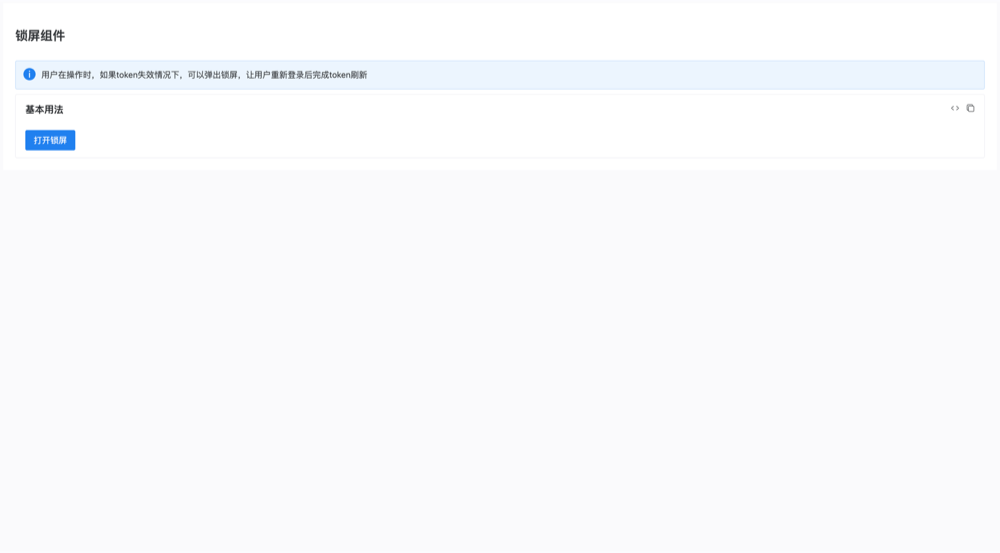 锁屏组件
用户在操作时，如果token失效情况下，可以弹出锁屏，让用户重新登录后完成token刷新
基本用法
打开锁屏